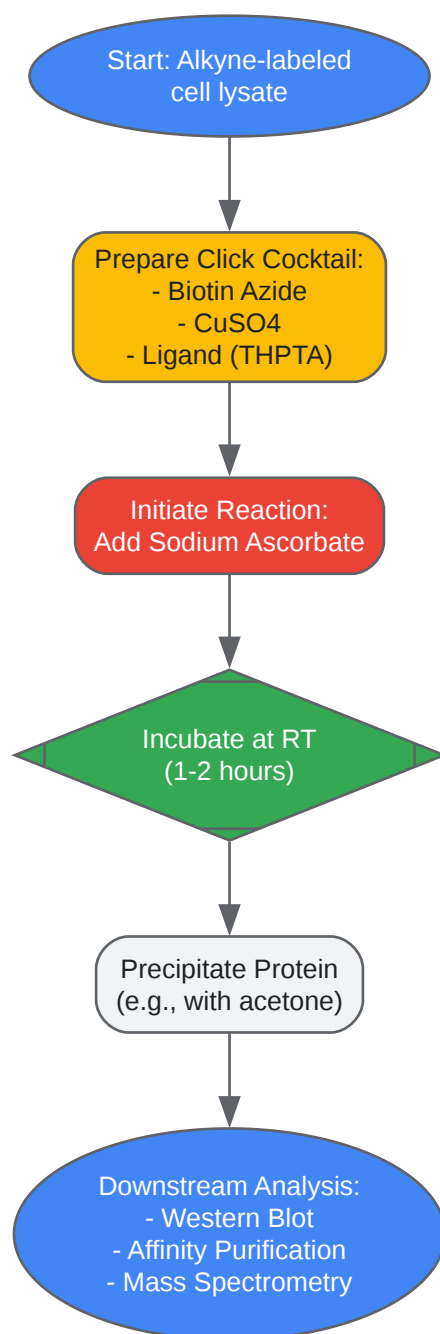 Start: Alkyne-labeled
cell lysate
Prepare Click Cocktail:
- Biotin Azide
- CuSO4
- Ligand (THPTA)
Initiate Reaction:
Add Sodium Ascorbate
Incubate at RT
(1-2 hours)
Precipitate Protein
(e.g., with acetone)
Downstream Analysis:
- Western Blot
- Affinity Purification
- Mass Spectrometry